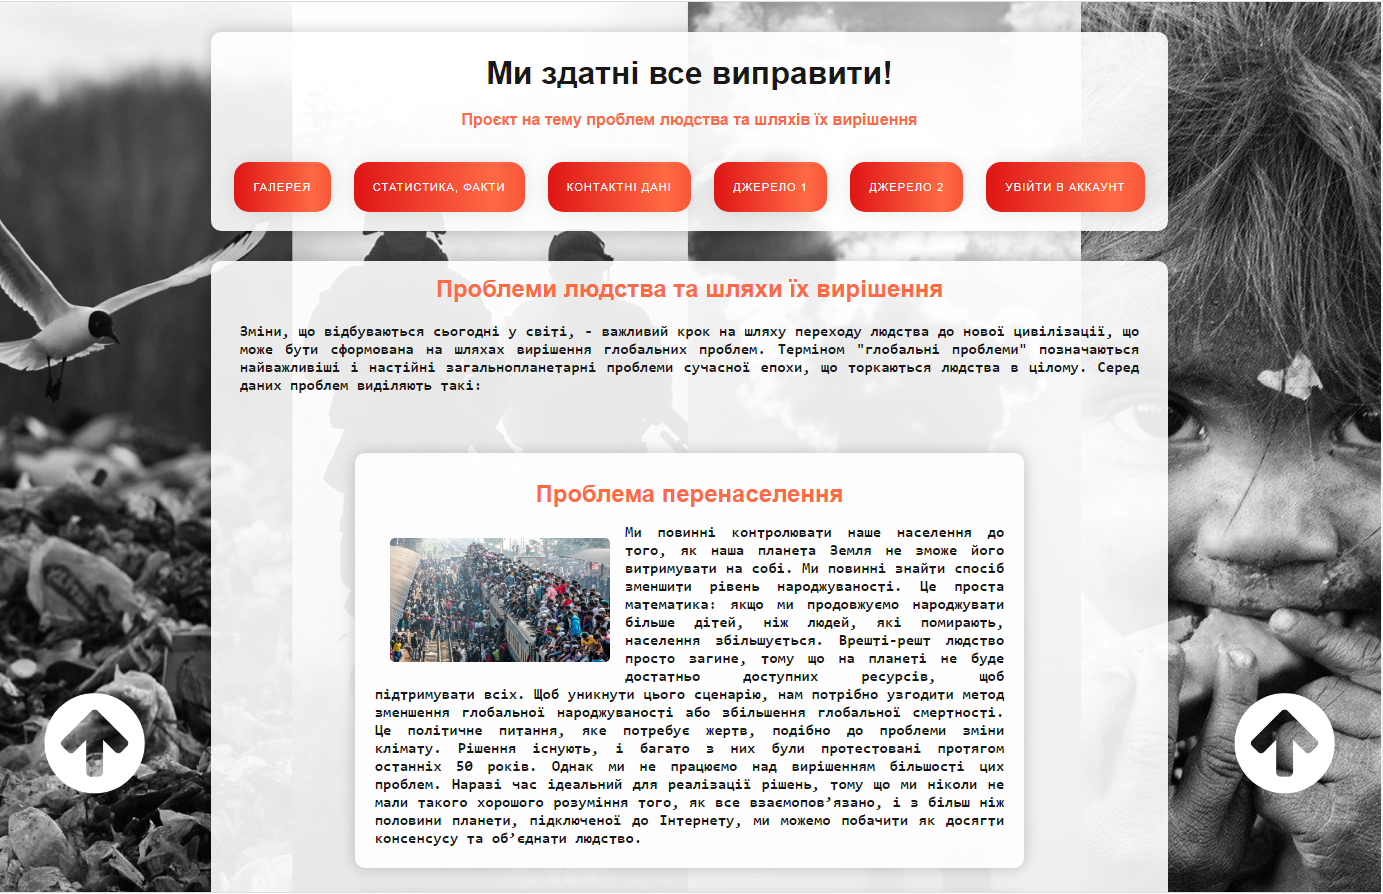 Ми здатні все виправити!
Проєкт на тему проблем людства та шляхів їх вирішення
ГАЛЕРЕЯ
СТАТИСТИКА, ФАКТИ
КОНТАКТНІ ДАНІ
ДЖЕРЕЛО 1
ДЖЕРЕЛО 2
УВІЙТИ В АККАУНТ
Проблеми людства та шляхи їх вирішення
Зміни, що відбуваються сьогодні у світі, - важливий крок на шляху переходу людства до нової цивілізації, що
може бути сформована на шляхах вирішення глобальних проблем. Терміном "глобальні проблеми" позначаються
найважливіші і настійні загальнопланетарні проблеми сучасної епохи, що торкаються людства в цілому. Серед
даних проблем виділяють такі:
Проблема перенаселення
Ми повинні контролювати наше населення до
того, як наша планета Земля не зможе його
витримувати на собі. Ми повинні знайти спосіб
зменшити рівень народжуваності. Це проста
математика: якщо ми продовжуємо народжувати
більше дітей, ніж людей, які помирають,
населення збільшується. Врешті-решт людство
просто загине, тому що на планеті не буде
достатньо доступних ресурсів, щоб
підтримувати всіх. Щоб уникнути цього сценарію, нам потрібно узгодити метод
зменшення глобальної народжуваності або збільшення глобальної смертності.
Це політичне питання, яке потребує жертв, подібно до проблеми зміни
клімату. Рішення існують, і багато з них були протестовані протягом
останніх 50 років. Однак ми не працюємо над вирішенням більшості цих
проблем. Наразі час ідеальний для реалізації рішень, тому що ми ніколи не
мали такого хорошого розуміння того, як все взаємопов’язано, і з більш ніж
половини планети, підключеної до Інтернету, ми можемо побачити як досягти
консенсусу та об’єднати людство.